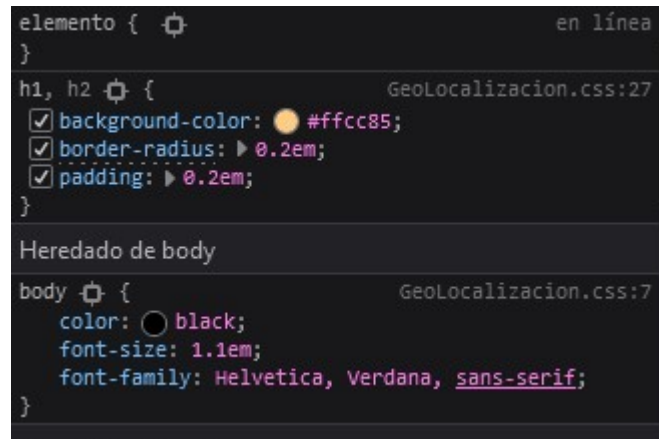 elemento { en línea
}
h1, h2 { GeoLocalizacion.css:27
background-color: #ffcc85;
border-radius: 0.2em;
padding: 0.2em;
}
Heredado de body
body { GeoLocalizacion.css:7
color: black;
font-size: 1.1em;
font-family: Helvetica, Verdana, sans-serif;
}